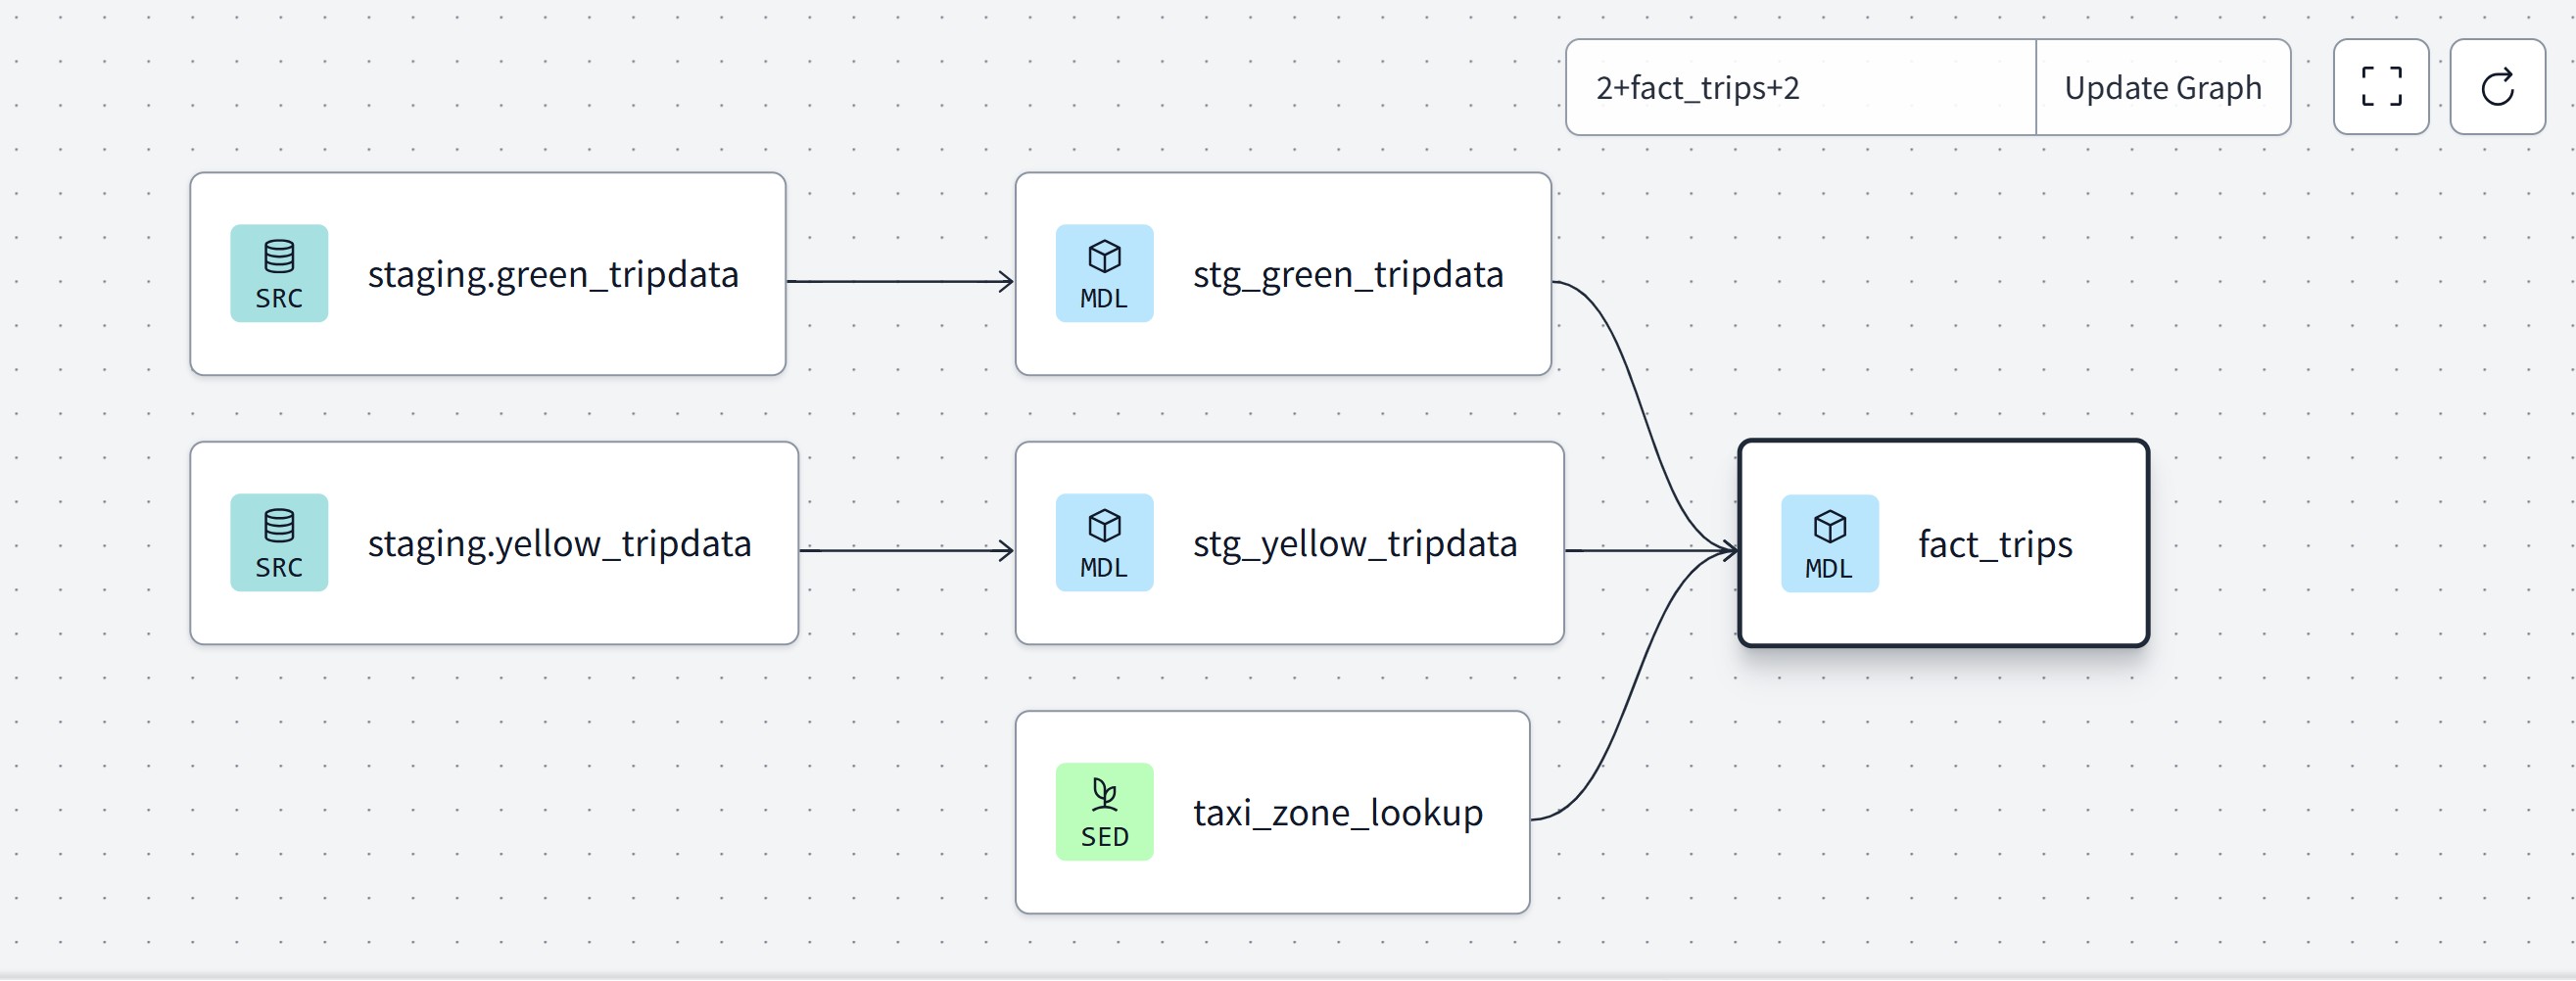 2+fact_trips+2
Update Graph
SRC
staging.green_tripdata
MDL
stg_green_tripdata
SRC
staging.yellow_tripdata
MDL
stg_yellow_tripdata
MDL
fact_trips
SED
taxi_zone_lookup